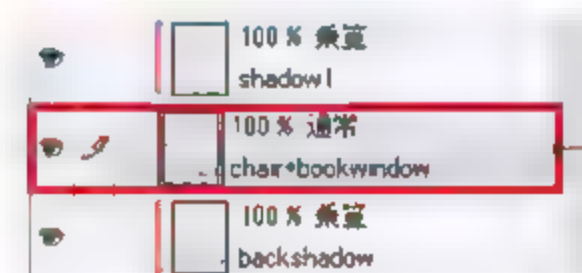 100 % 乗算
shadow1
100 % 通常
chair+bookwindow
100 % 乗算
backshadow